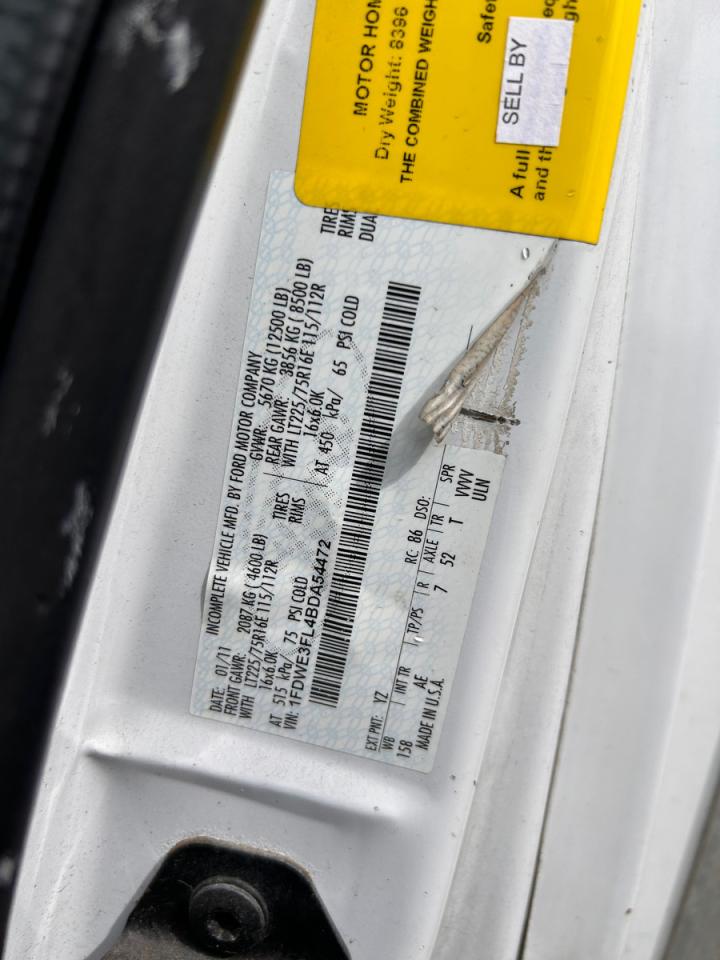 MOTOR HOM
Dry Weight: 8396
THE COMBINED WEIGH
Safe
SELL BY
A full
and th
DATE: 01/11 INCOMPLETE VEHICLE MFD. BY FORD MOTOR COMPANY
FRONT GAWR: 2087 KG ( 4600 LB) GVWR: 5670 KG (12500 LB)
WITH LT225/75R16E 115/112R TIRES REAR GAWR: 3856 KG ( 8500 LB)
16x6.0K RIMS WITH LT225/75R16E 115/112R TIRES
AT 515 kPa/ 75 PSI COLD 16x6.0K RIMS
VIN: 1FDWE3FL4BDA54472 AT 450 kPa/ 65 PSI COLD DUA
EXT PNT: YZ RC: 86 DSO:
WB INT TR TP/PS R AXLE TR SPR
158 AE 7 52 T VVVV
MADE IN U.S.A. ULN